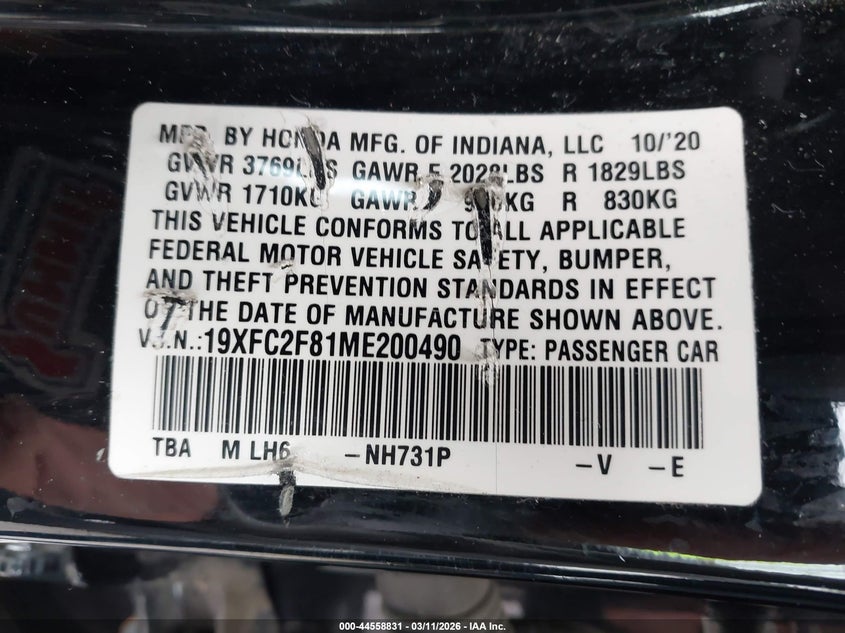 MFD. BY HONDA MFG. OF INDIANA, LLC 10/'20
GVWR 3769LBS GAWR F 2028LBS R 1829LBS
GVWR 1710KG GAWR KG R 830KG
THIS VEHICLE CONFORMS TO ALL APPLICABLE
FEDERAL MOTOR VEHICLE SAFETY, BUMPER,
AND THEFT PREVENTION STANDARDS IN EFFECT
ON THE DATE OF MANUFACTURE SHOWN ABOVE.
V.I.N.:19XFC2F81ME200490 TYPE: PASSENGER CAR
TBA M LH6 -NH731P -V -E
000-44558831 - 03/11/2026 - IAA Inc.